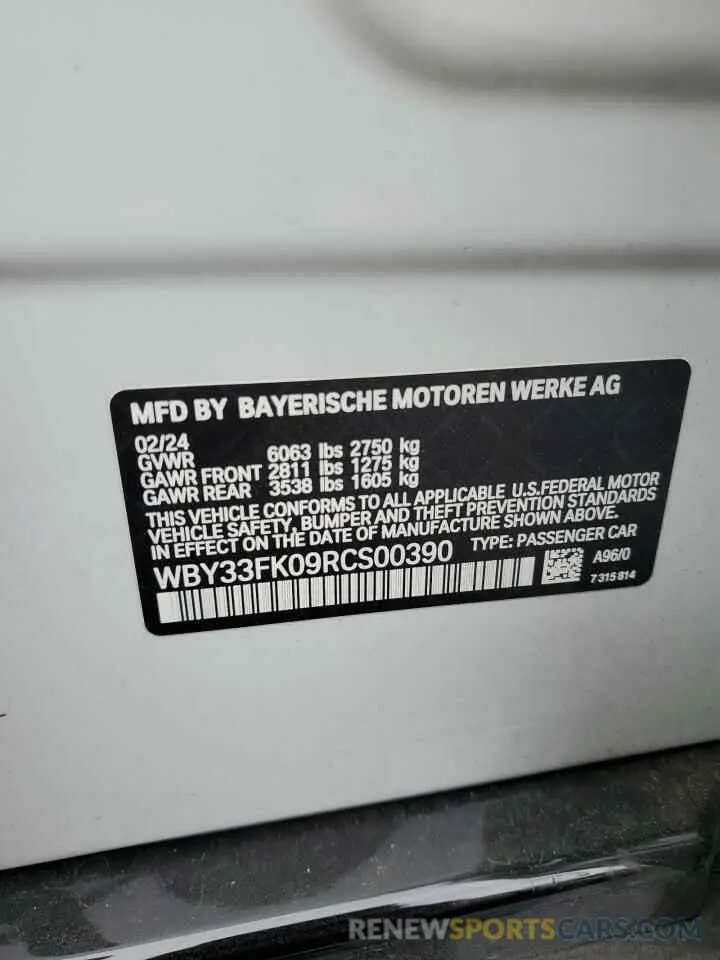 MFD BY BAYERISCHE MOTOREN WERKE AG
02/24
GVWR 6063 lbs 2750 kg
GAWR FRONT 2811 lbs 1275 kg
GAWR REAR 3538 lbs 1605 kg
THIS VEHICLE CONFORMS TO ALL APPLICABLE U.S.FEDERAL MOTOR
VEHICLE SAFETY, BUMPER AND THEFT PREVENTION STANDARDS
IN EFFECT ON THE DATE OF MANUFACTURE SHOWN ABOVE.
WBY33FK09RCS00390 TYPE: PASSENGER CAR
A96/0
7 315 814
RENEWSPORTSCARS.COM